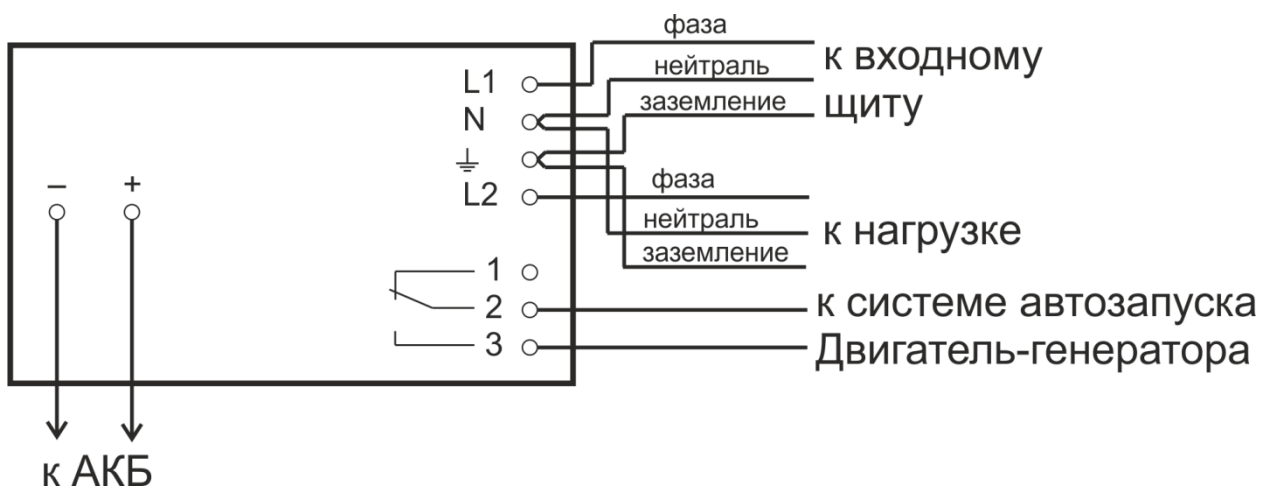 фаза
L1
нейтраль
к входному
N
заземление
щиту
L2
фаза
нейтраль
к нагрузке
заземление
– +
1
2
к системе автозапуска
3
Двигатель-генератора
к АКБ